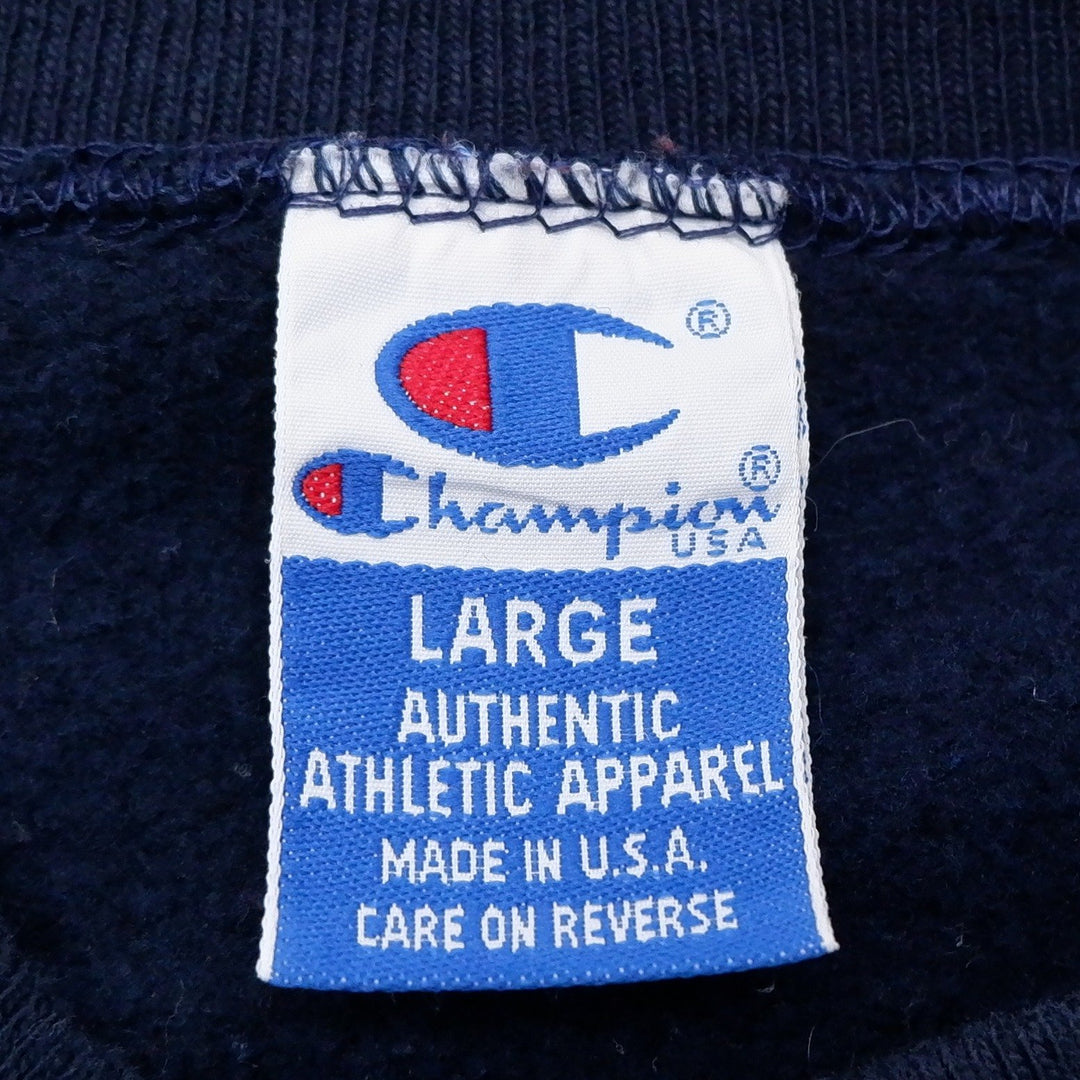 ®
Champion ®
USA
LARGE
AUTHENTIC
ATHLETIC APPAREL
MADE IN U.S.A.
CARE ON REVERSE